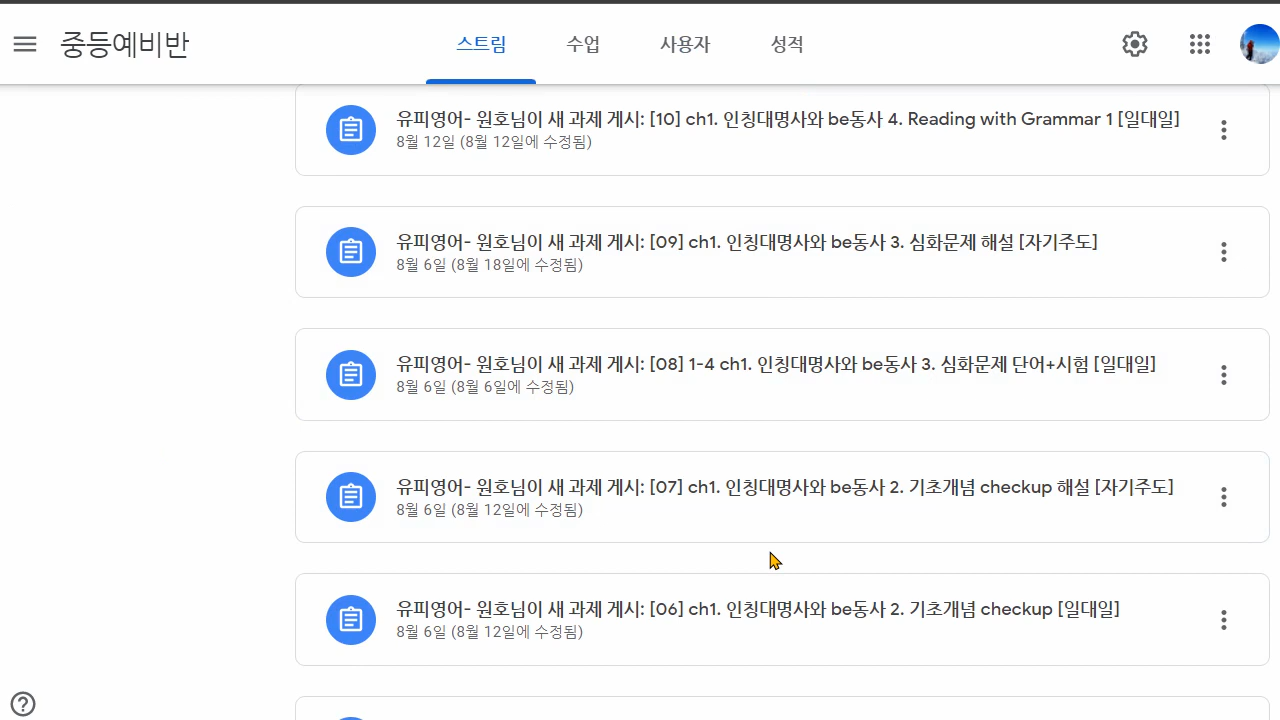 중등예비반
스트림
수업
사용자
성적
유피영어- 원호님이 새 과제 게시: [10] ch1. 인칭대명사와 be동사 4. Reading with Grammar 1 [일대일]
8월 12일 (8월 12일에 수정됨)
유피영어- 원호님이 새 과제 게시: [09] ch1. 인칭대명사와 be동사 3. 심화문제 해설 [자기주도]
8월 6일 (8월 18일에 수정됨)
유피영어- 원호님이 새 과제 게시: [08] 1-4 ch1. 인칭대명사와 be동사 3. 심화문제 단어+시험 [일대일]
8월 6일 (8월 6일에 수정됨)
유피영어- 원호님이 새 과제 게시: [07] ch1. 인칭대명사와 be동사 2. 기초개념 checkup 해설 [자기주도]
8월 6일 (8월 12일에 수정됨)
유피영어- 원호님이 새 과제 게시: [06] ch1. 인칭대명사와 be동사 2. 기초개념 checkup [일대일]
8월 6일 (8월 12일에 수정됨)